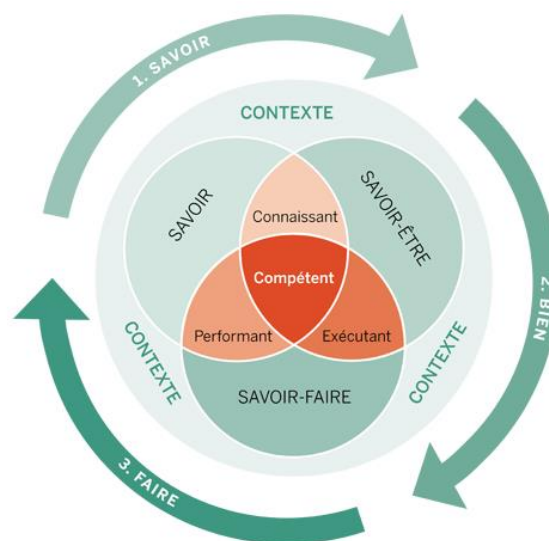 1. SAVOIR
CONTEXTE
SAVOIR
SAVOIR-ÊTRE
Connaissant
Compétent
2. BIEN
Performant
Exécutant
CONTEXTE
CONTEXTE
SAVOIR-FAIRE
3. FAIRE